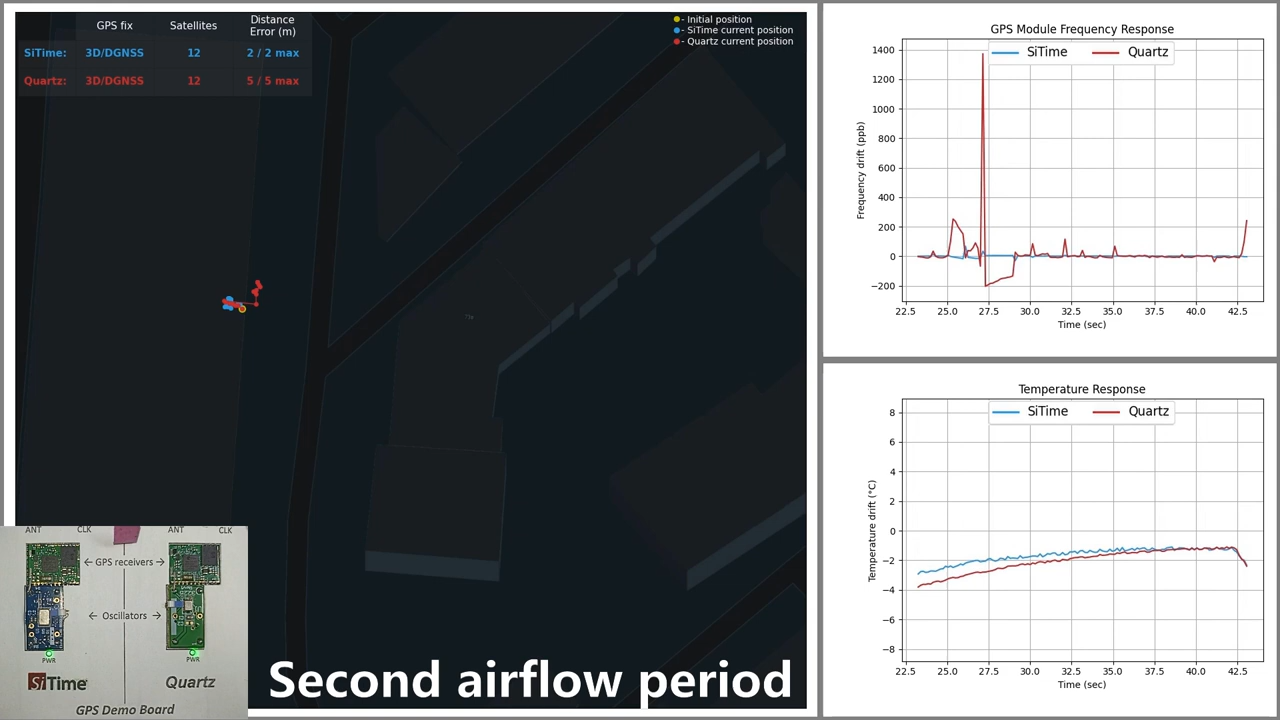 GPS fix Satellites Distance Error (m)
SiTime: 3D/DGNSS 12 2 / 2 max
Quartz: 3D/DGNSS 12 5 / 5 max
- Initial position
- SiTime current position
- Quartz current position
ANT CLK ANT CLK
← GPS receivers →
← Oscillators →
PWR PWR
SiTime Quartz
GPS Demo Board
Second airflow period
GPS Module Frequency Response
SiTime Quartz
Frequency drift (ppb)
1400
1200
1000
800
600
400
200
0
−200
22.5 25.0 27.5 30.0 32.5 35.0 37.5 40.0 42.5
Time (sec)
Temperature Response
SiTime Quartz
Temperature drift (°C)
8
6
4
2
0
−2
−4
−6
−8
22.5 25.0 27.5 30.0 32.5 35.0 37.5 40.0 42.5
Time (sec)